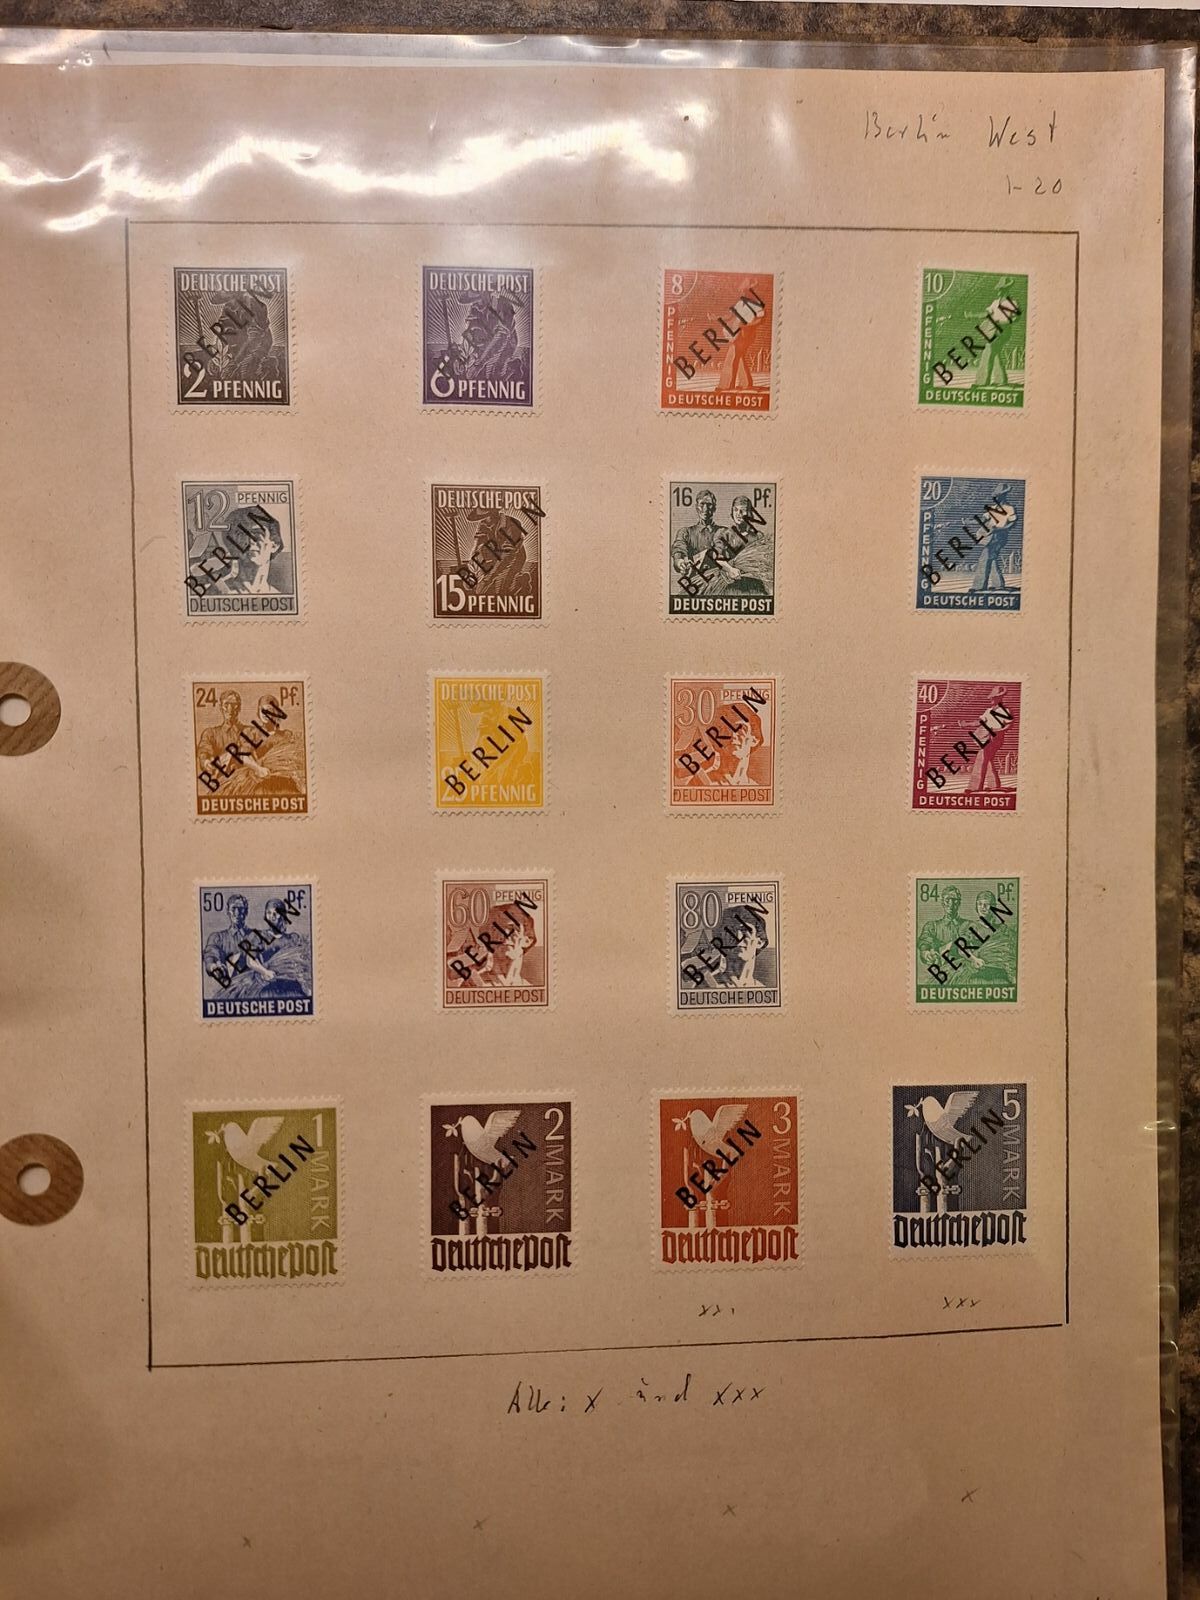 Berlin West
1-20
DEUTSCHE POST
BERLIN
2 PFENNIG
DEUTSCHE POST
BERLIN
6 PFENNIG
8
PFENNIG
BERLIN
DEUTSCHE POST
10
PFENNIG
BERLIN
DEUTSCHE POST
12 PFENNIG
BERLIN
DEUTSCHE POST
DEUTSCHE POST
BERLIN
15 PFENNIG
16 Pf.
BERLIN
DEUTSCHE POST
20
PFENNIG
BERLIN
DEUTSCHE POST
24 Pf.
BERLIN
DEUTSCHE POST
DEUTSCHE POST
BERLIN
25 PFENNIG
30 PFENNIG
BERLIN
DEUTSCHE POST
40
PFENNIG
BERLIN
DEUTSCHE POST
50 Pf.
BERLIN
DEUTSCHE POST
60 PFENNIG
BERLIN
DEUTSCHE POST
80 PFENNIG
BERLIN
DEUTSCHE POST
84 Pf.
BERLIN
DEUTSCHE POST
1 MARK
BERLIN
Deutsche Post
2 MARK
BERLIN
Deutsche Post
3 MARK
BERLIN
Deutsche Post
5 MARK
BERLIN
Deutsche Post
xxx
Alle: x und xxx
x x x x